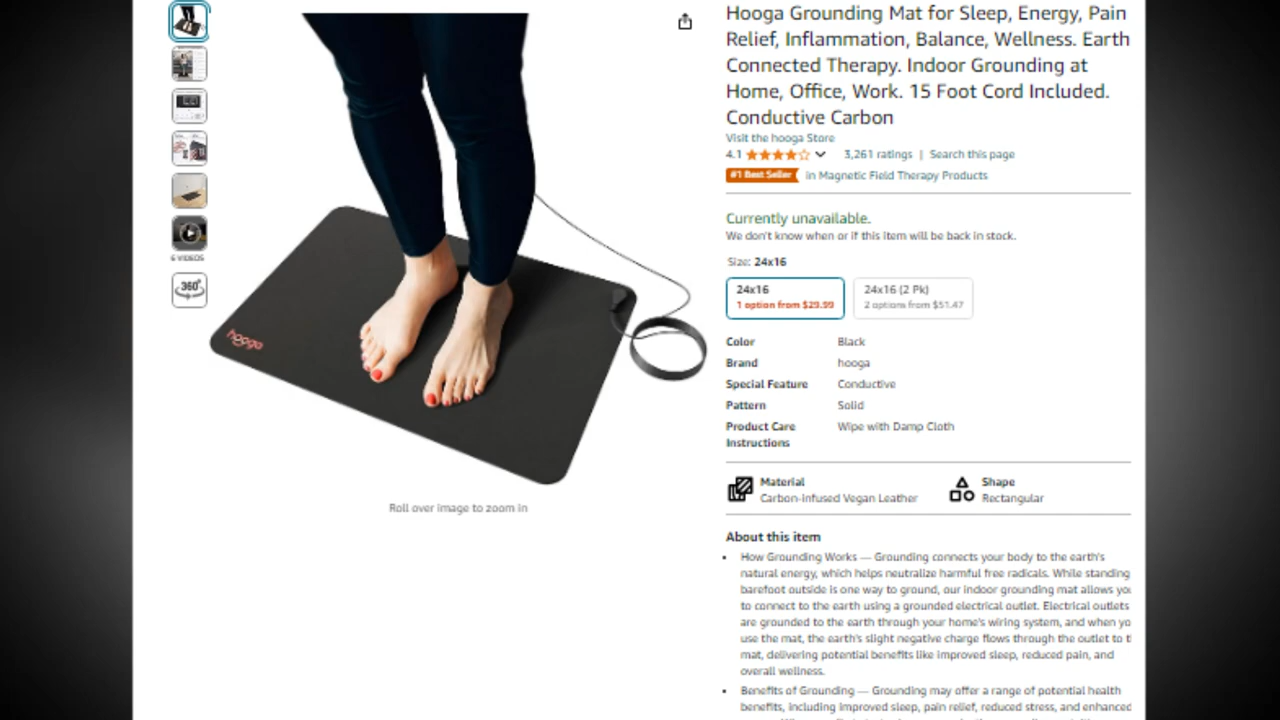 Hooga Grounding Mat for Sleep, Energy, Pain
Relief, Inflammation, Balance, Wellness. Earth
Connected Therapy. Indoor Grounding at
Home, Office, Work. 15 Foot Cord Included.
Conductive Carbon
Visit the hooga Store
4.1
3,261 ratings | Search this page
#1 Best Seller in Magnetic Field Therapy Products
Currently unavailable.
We don't know when or if this item will be back in stock.
Size: 24x16
24x16
1 option from $29.99
24x16 (2 Pk)
2 options from $51.47
Color Black
Brand hooga
Special Feature Conductive
Pattern Solid
Product Care Wipe with Damp Cloth
Instructions
Material
Carbon-infused Vegan Leather
Shape
Rectangular
About this item
How Grounding Works — Grounding connects your body to the earth's
natural energy, which helps neutralize harmful free radicals. While standing
barefoot outside is one way to ground, our indoor grounding mat allows you
to connect to the earth using a grounded electrical outlet. Electrical outlets
are grounded to the earth through your home's wiring system, and when yo
use the mat, the earth's slight negative charge flows through the outlet to t
mat, delivering potential benefits like improved sleep, reduced pain, and
overall wellness.
Benefits of Grounding — Grounding may offer a range of potential health
benefits, including improved sleep, pain relief, reduced stress, and enhanced
6 VIDEOS
360°
hooga
Roll over image to zoom in